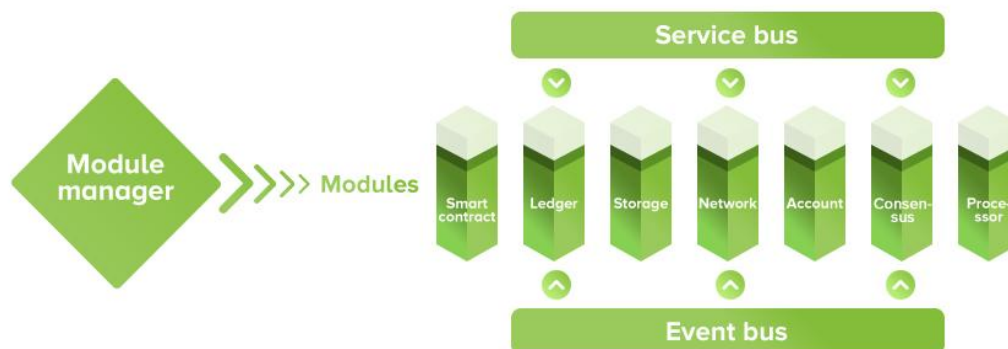 Service bus
Module
manager
Modules
Smart
contract
Ledger
Storage
Network
Account
Consen-
sus
Proce-
ssor
Event bus